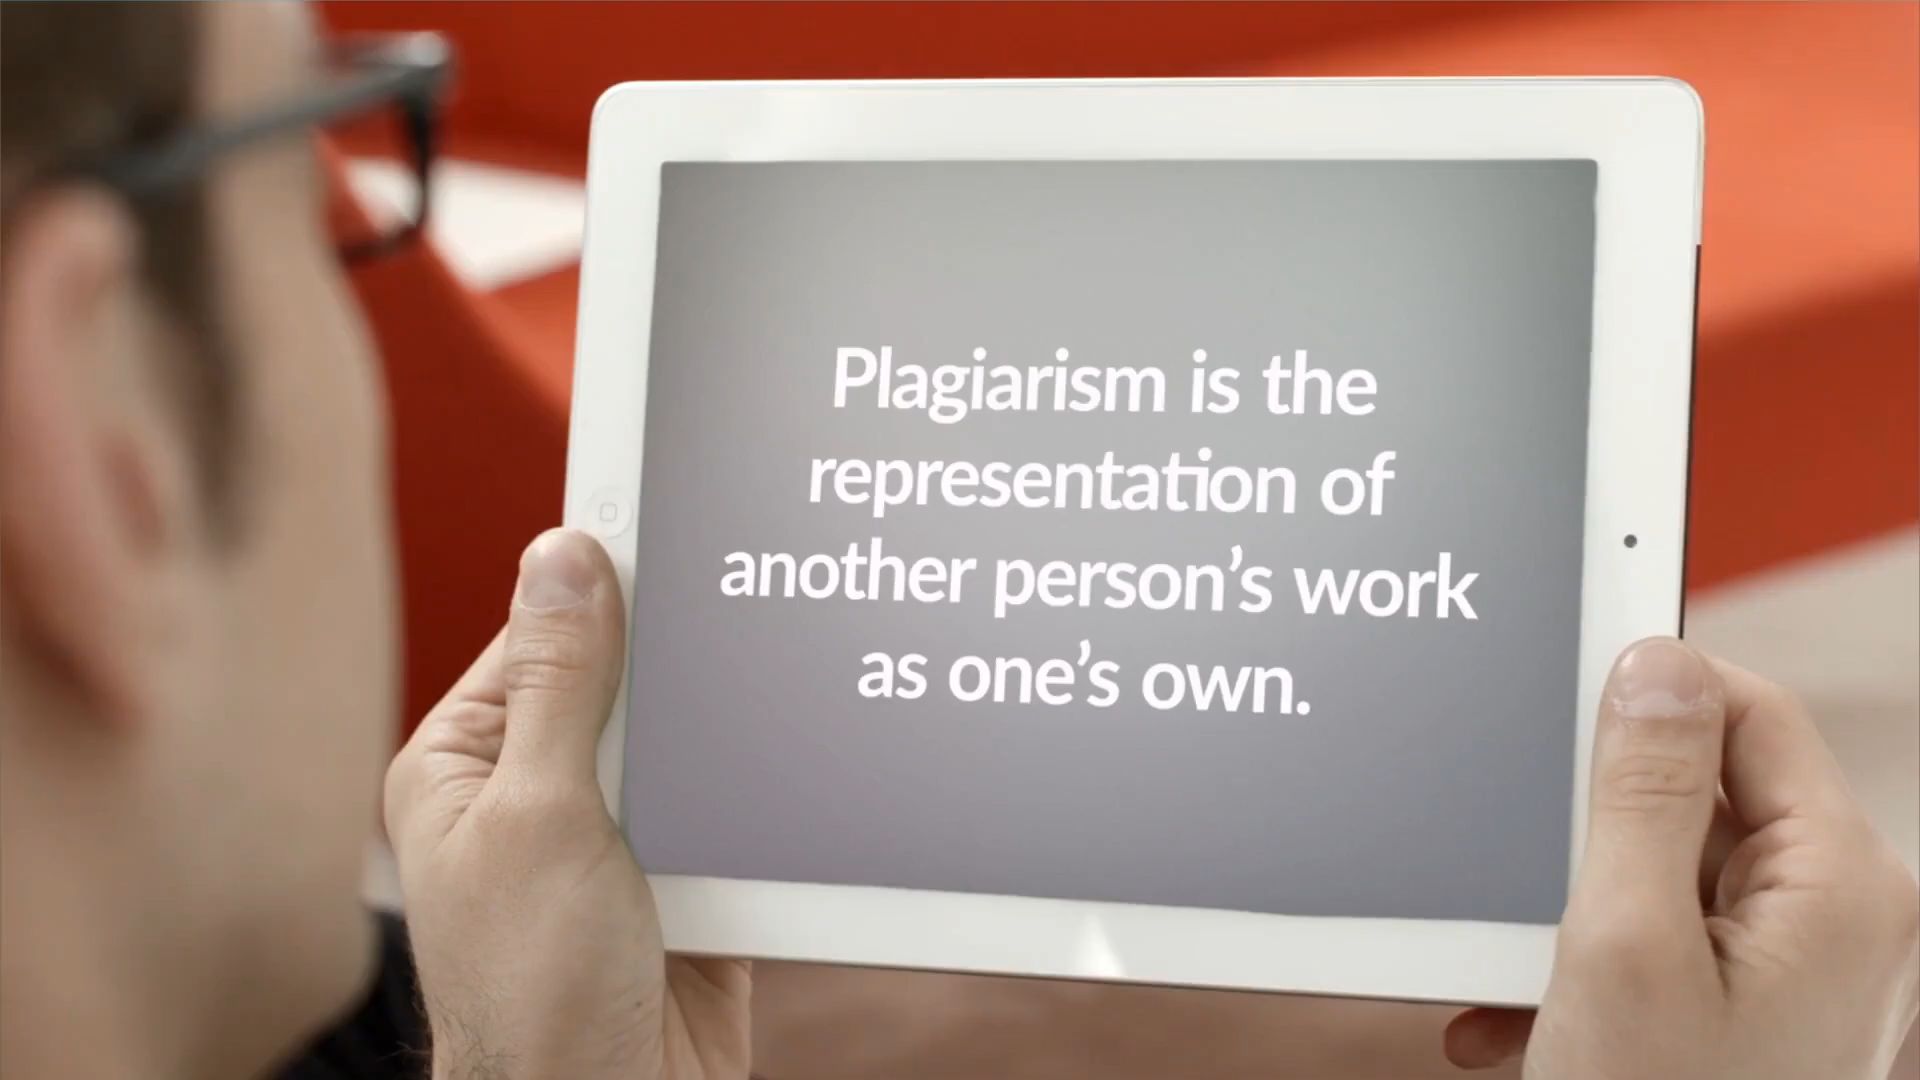 Plagiarism is the
representation of
another person’s work
as one’s own.